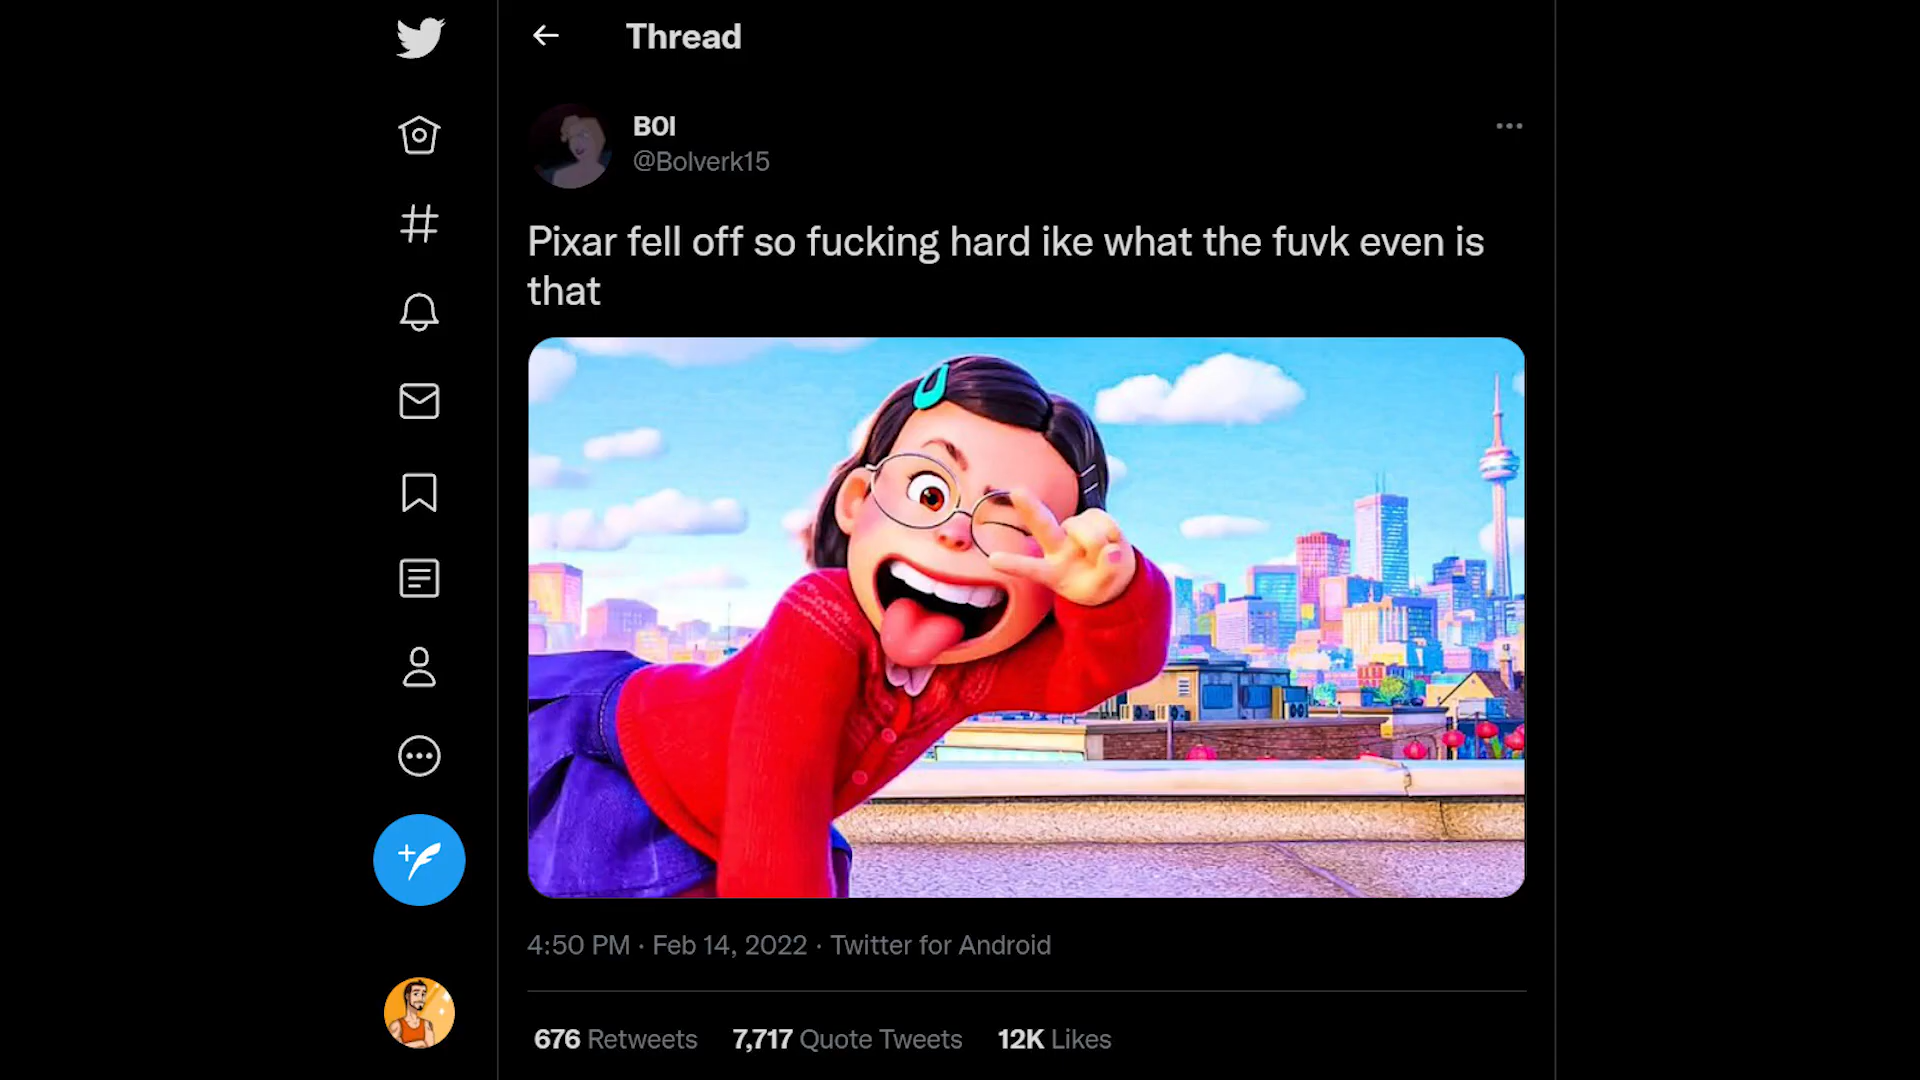 Thread
BOI
@Bolverk15
Pixar fell off so fucking hard ike what the fuvk even is
that
4:50 PM · Feb 14, 2022 · Twitter for Android
676 Retweets 7,717 Quote Tweets 12K Likes